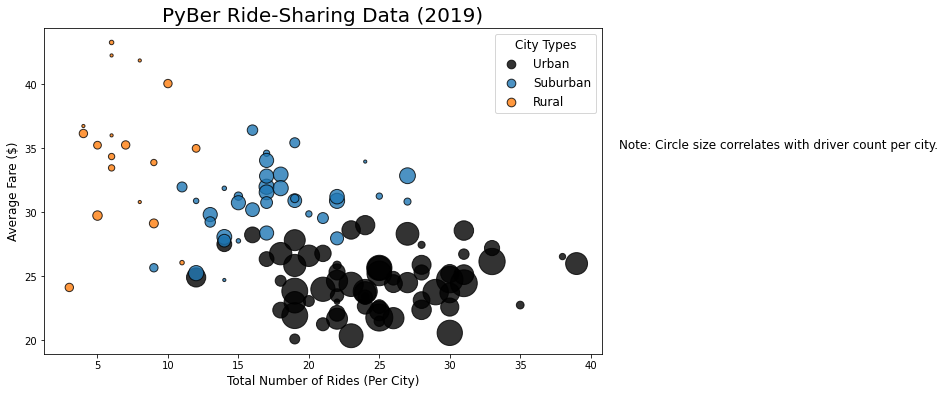 PyBer Ride-Sharing Data (2019)
City Types
Urban
Suburban
Rural
Note: Circle size correlates with driver count per city.
Average Fare ($)
40
35
30
25
20
5 10 15 20 25 30 35 40
Total Number of Rides (Per City)